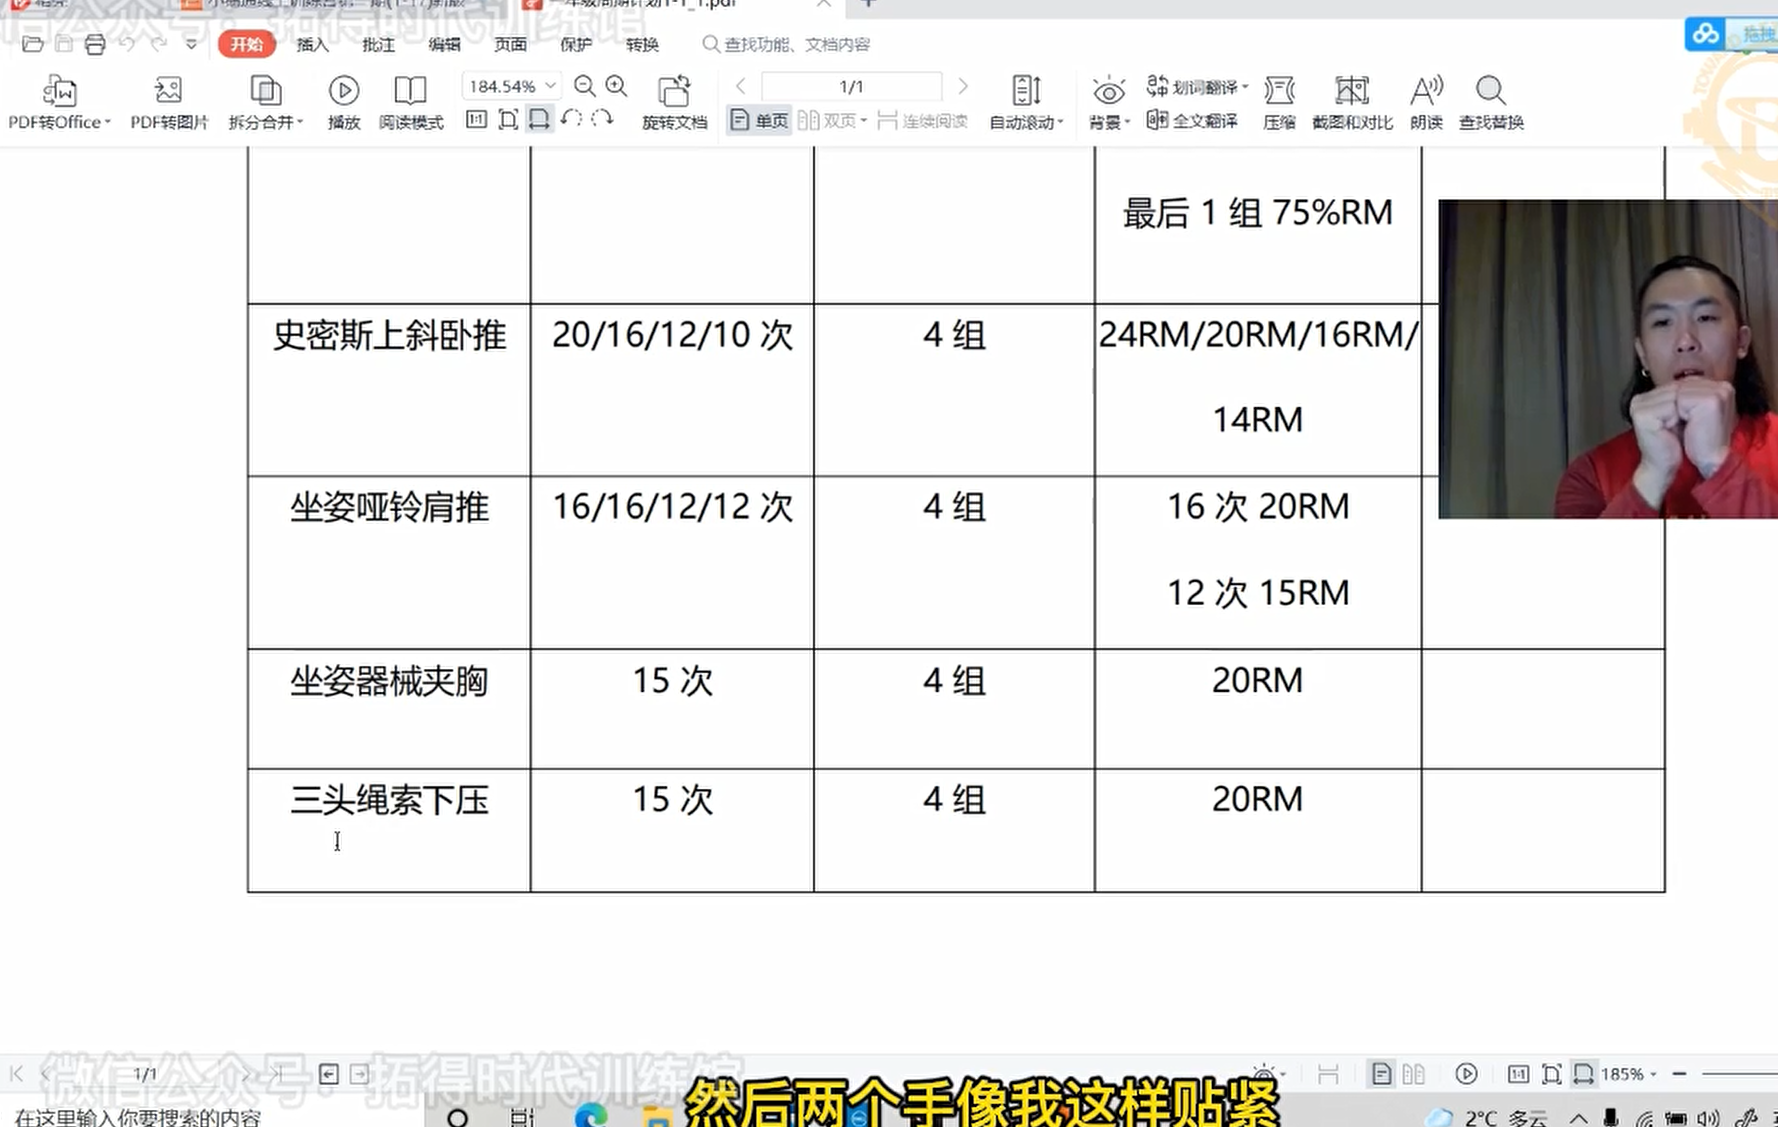 开始 插入 批注 编辑 页面 保护 转换 查找功能、文档内容
拖拽
184.54% 1/1 划词翻译
PDF转Office PDF转图片 拆分合并 播放 阅读模式 旋转文档 单页 双页 连续阅读 自动滚动 背景 全文翻译 压缩 截图和对比 朗读 查找替换
最后 1 组 75%RM
史密斯上斜卧推 20/16/12/10 次 4 组 24RM/20RM/16RM/
14RM
坐姿哑铃肩推 16/16/12/12 次 4 组 16 次 20RM
12 次 15RM
坐姿器械夹胸 15 次 4 组 20RM
三头绳索下压 15 次 4 组 20RM
微信公众号：拓得时代训练馆
1/1 185%
然后两个手像我这样贴紧
在这里输入你要搜索的内容 2°C 多云